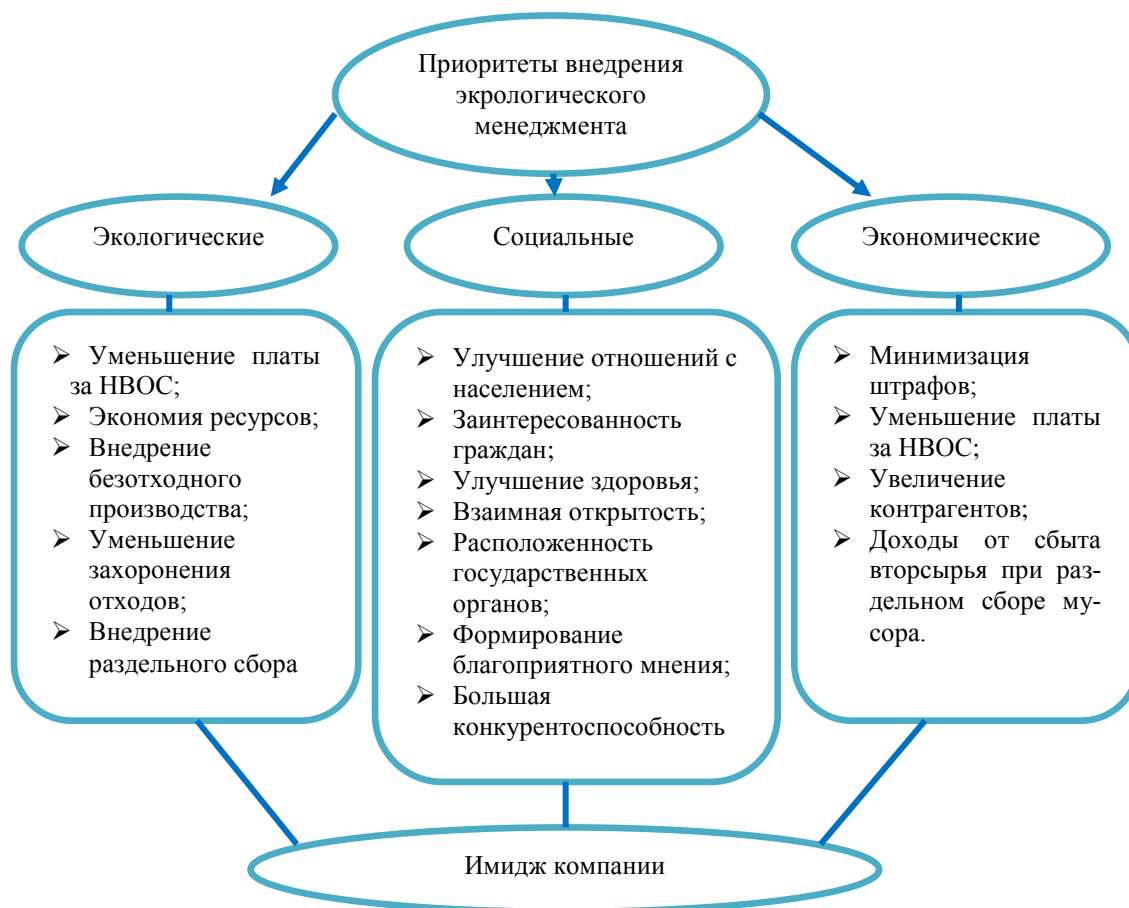 Приоритеты внедрения
экрологического
менеджмента
Экологические
Социальные
Экономические
➢ Уменьшение платы
за НВОС;
➢ Экономия ресурсов;
➢ Внедрение
безотходного
производства;
➢ Уменьшение
захоронения
отходов;
➢ Внедрение
раздельного сбора
➢ Улучшение отношений с
населением;
➢ Заинтересованность
граждан;
➢ Улучшение здоровья;
➢ Взаимная открытость;
➢ Расположенность
государственных
органов;
➢ Формирование
благоприятного мнения;
➢ Большая
конкурентоспособность
➢ Минимизация
штрафов;
➢ Уменьшение платы
за НВОС;
➢ Увеличение
контрагентов;
➢ Доходы от сбыта
вторсырья при раз-
дельном сборе му-
сора.
Имидж компании